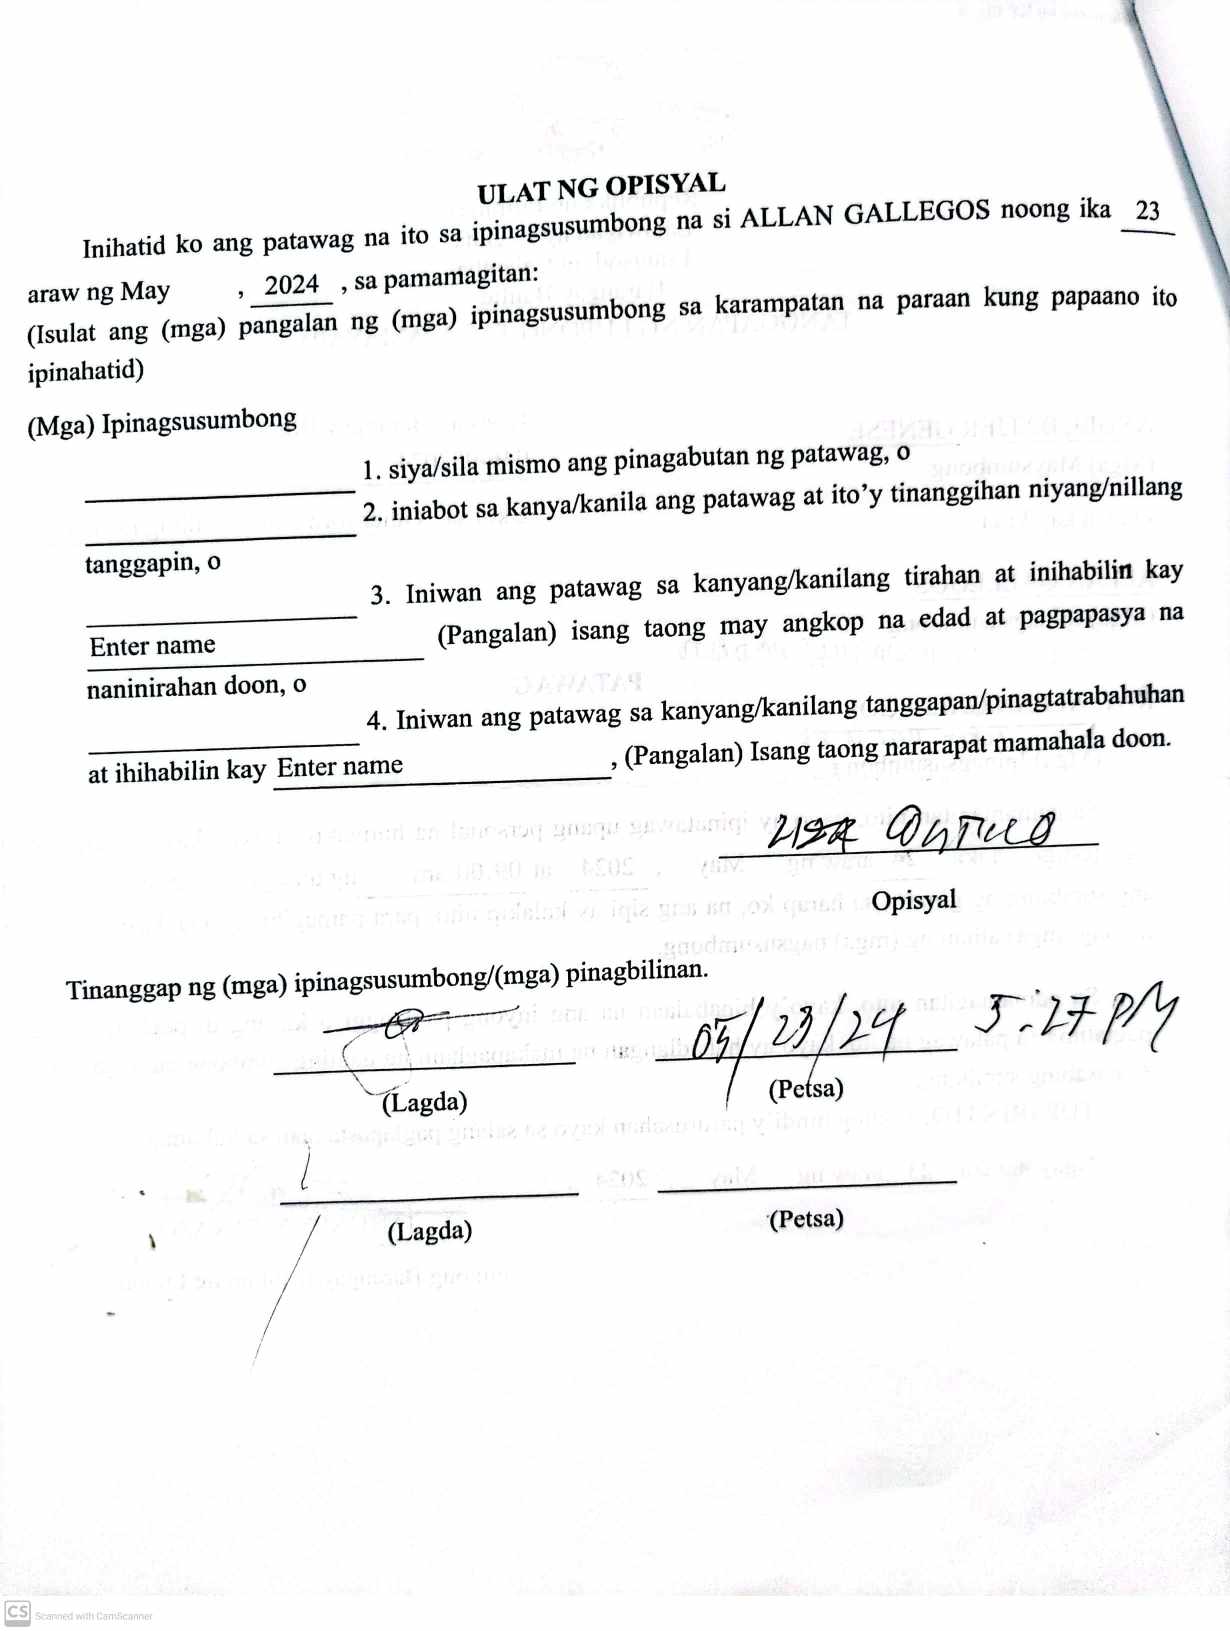 ULAT NG OPISYAL
Inihatid ko ang patawag na ito sa ipinagsusumbong na si ALLAN GALLEGOS noong ika 23
araw ng May , 2024 , sa pamamagitan:
(Isulat ang (mga) pangalan ng (mga) ipinagsusumbong sa karampatan na paraan kung papaano ito
ipinahatid)
(Mga) Ipinagsusumbong
1. siya/sila mismo ang pinagabutan ng patawag, o
2. iniabot sa kanya/kanila ang patawag at ito’y tinanggihan niyang/nillang
tanggapin, o
3. Iniwan ang patawag sa kanyang/kanilang tirahan at inihabilin kay
Enter name (Pangalan) isang taong may angkop na edad at pagpapasya na
naninirahan doon, o
4. Iniwan ang patawag sa kanyang/kanilang tanggapan/pinagtatrabahuhan
at ihihabilin kay Enter name , (Pangalan) Isang taong nararapat mamahala doon.
Opisyal
Tinanggap ng (mga) ipinagsusumbong/(mga) pinagbilinan.
05/23/24 5:27 PM
(Lagda) (Petsa)
(Lagda) (Petsa)
CS Scanned with CamScanner